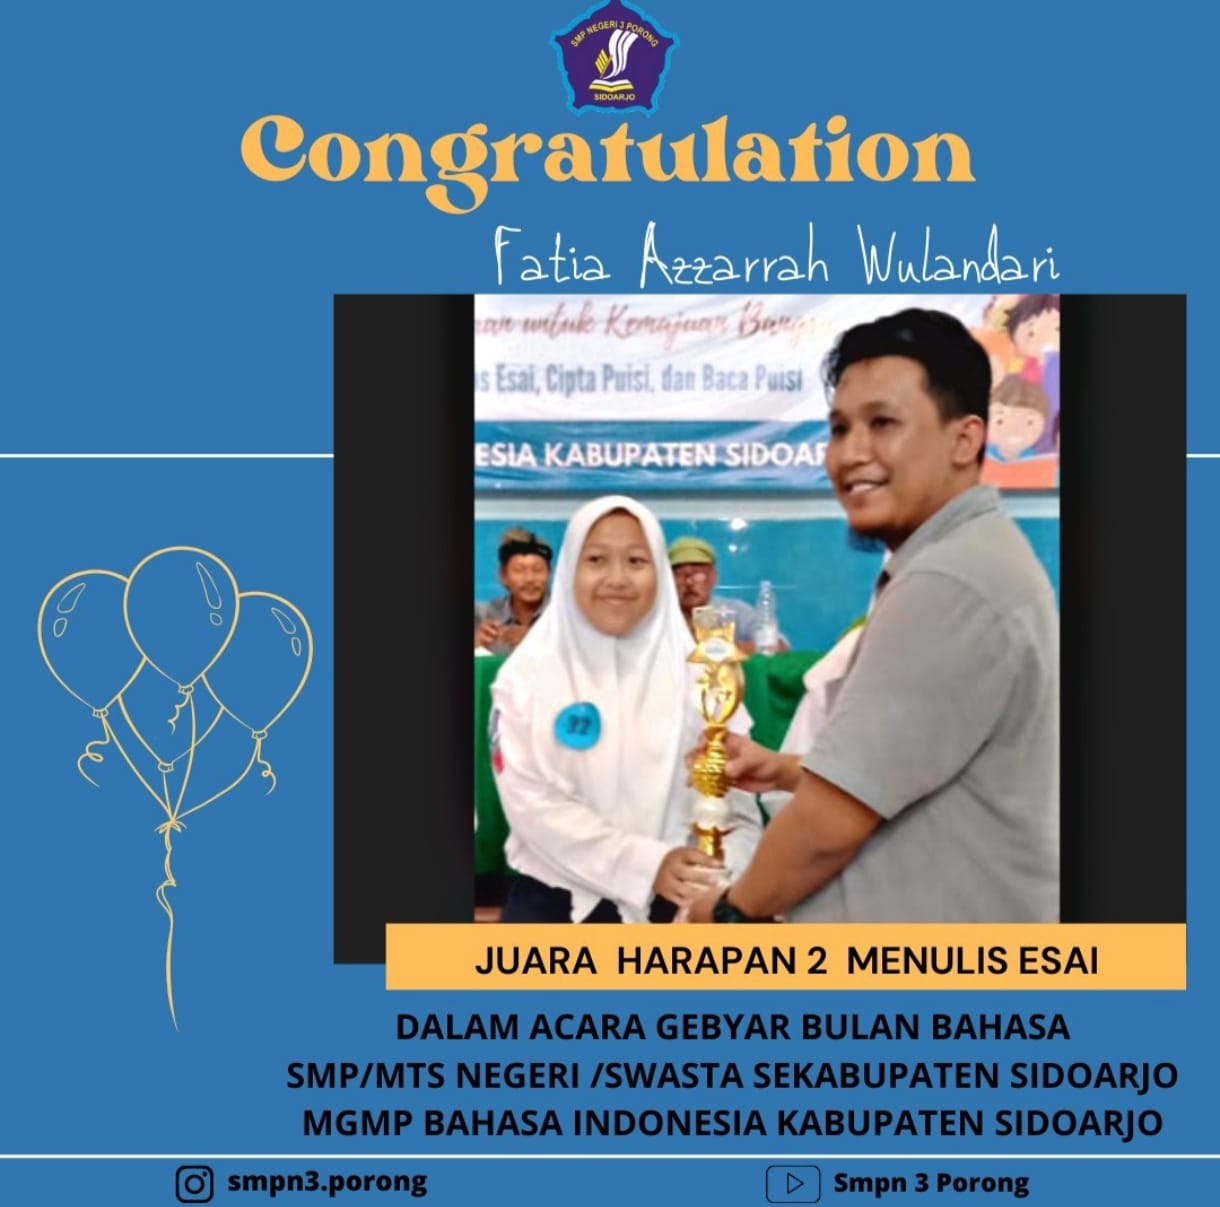 SMP NEGERI 3 PORONG
SIDOARJO
Congratulation
Fatia Azzarrah Wulandari
untuk Kemajuan
Esai, Cipta Puisi, dan Baca Puisi
KABUPATEN
32
JUARA HARAPAN 2 MENULIS ESAI
DALAM ACARA GEBYAR BULAN BAHASA
SMP/MTS NEGERI /SWASTA SEKABUPATEN SIDOARJO
MGMP BAHASA INDONESIA KABUPATEN SIDOARJO
smpn3.porong
Smpn 3 Porong